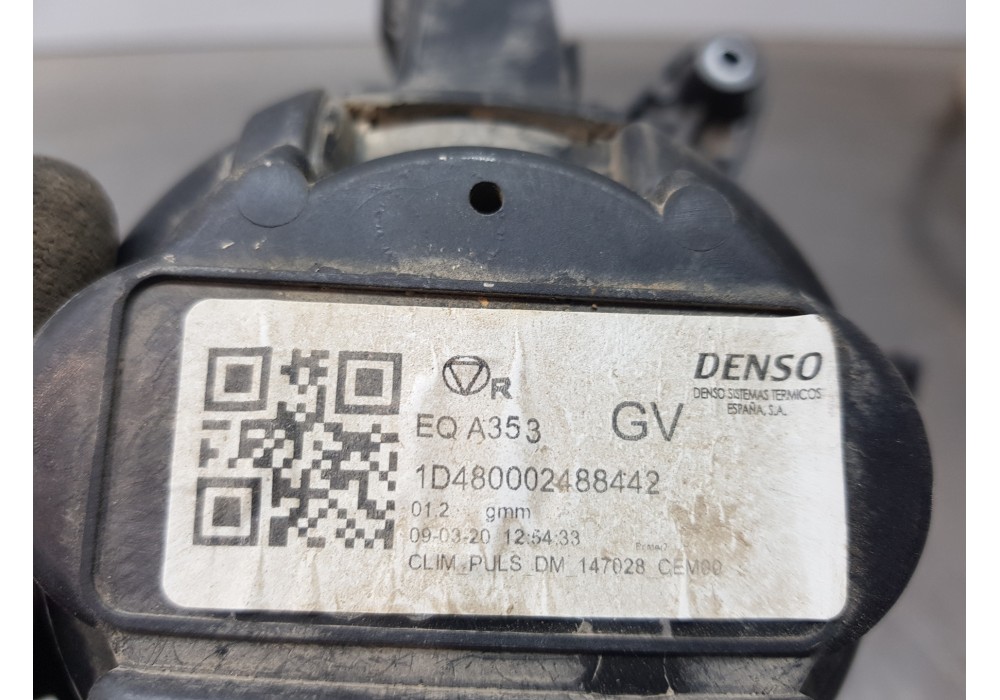 R
DENSO
DENSO SISTEMAS TERMICOS
ESPAÑA, S.A.
EQ A353
GV
1D480002488442
01.2 gmm
09-03-20 12:54:33
CLIM_PULS_DM_147028_CEM00